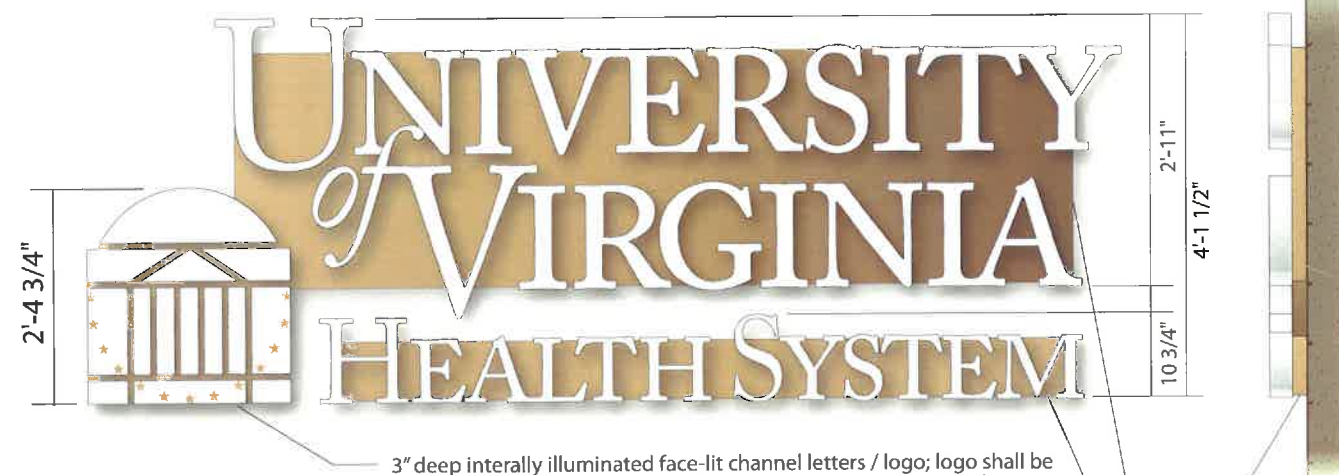 UNIVERSITY
of VIRGINIA
HEALTH SYSTEM
2'-4 3/4"
2'-11"
4'-1 1/2"
10 3/4"
3" deep interally illuminated face-lit channel letters / logo; logo shall be